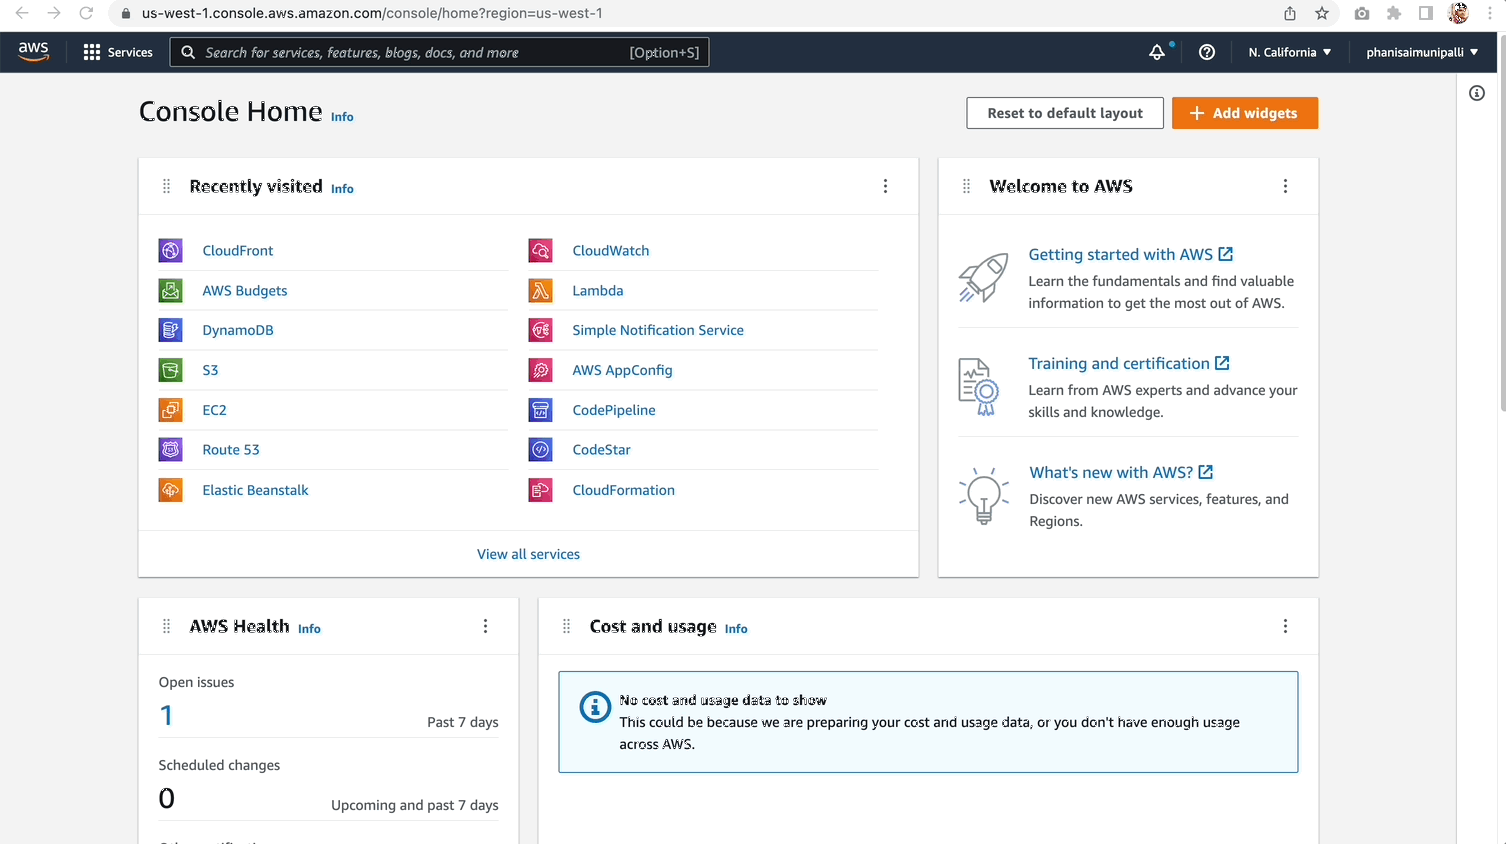 us-west-1.console.aws.amazon.com/console/home?region=us-west-1
aws
Services
Search for services, features, blogs, docs, and more
[Option+S]
N. California
phanisaimunipalli
Console Home Info
Reset to default layout
Add widgets
Recently visited Info
CloudFront
AWS Budgets
DynamoDB
S3
EC2
Route 53
Elastic Beanstalk
CloudWatch
Lambda
Simple Notification Service
AWS AppConfig
CodePipeline
CodeStar
CloudFormation
View all services
Welcome to AWS
Getting started with AWS
Learn the fundamentals and find valuable
information to get the most out of AWS.
Training and certification
Learn from AWS experts and advance your
skills and knowledge.
What's new with AWS?
Discover new AWS services, features, and
Regions.
AWS Health Info
Open issues
1
Past 7 days
Scheduled changes
0
Upcoming and past 7 days
Cost and usage Info
No cost and usage data to show
This could be because we are preparing your cost and usage data, or you don't have enough usage
across AWS.